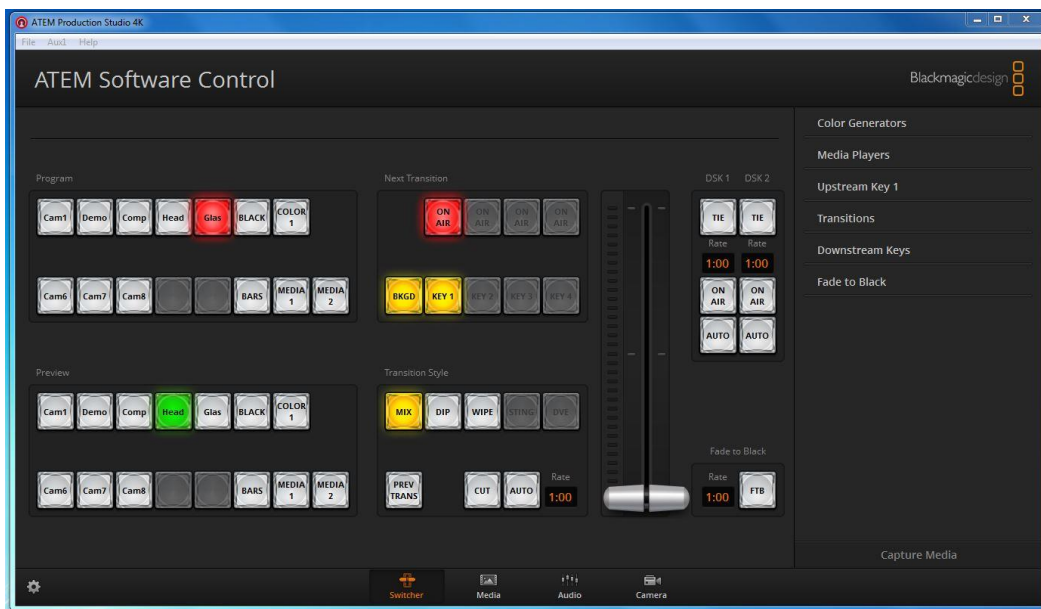 ATEM Production Studio 4K
File Aux1 Help
ATEM Software Control
Blackmagicdesign
Program
Cam1 Demo Comp Head Glas BLACK COLOR 1
Cam6 Cam7 Cam8 BARS MEDIA 1 MEDIA 2
Preview
Cam1 Demo Comp Head Glas BLACK COLOR 1
Cam6 Cam7 Cam8 BARS MEDIA 1 MEDIA 2
Next Transition
ON AIR ON AIR ON AIR ON AIR
BKGD KEY 1 KEY 2 KEY 3 KEY 4
Transition Style
MIX DIP WIPE STING DVE
PREV TRANS CUT AUTO Rate 1:00
DSK 1 DSK 2
TIE TIE
Rate Rate
1:00 1:00
ON AIR ON AIR
AUTO AUTO
Fade to Black
Rate
1:00 FTB
Color Generators
Media Players
Upstream Key 1
Transitions
Downstream Keys
Fade to Black
Capture Media
Switcher Media Audio Camera